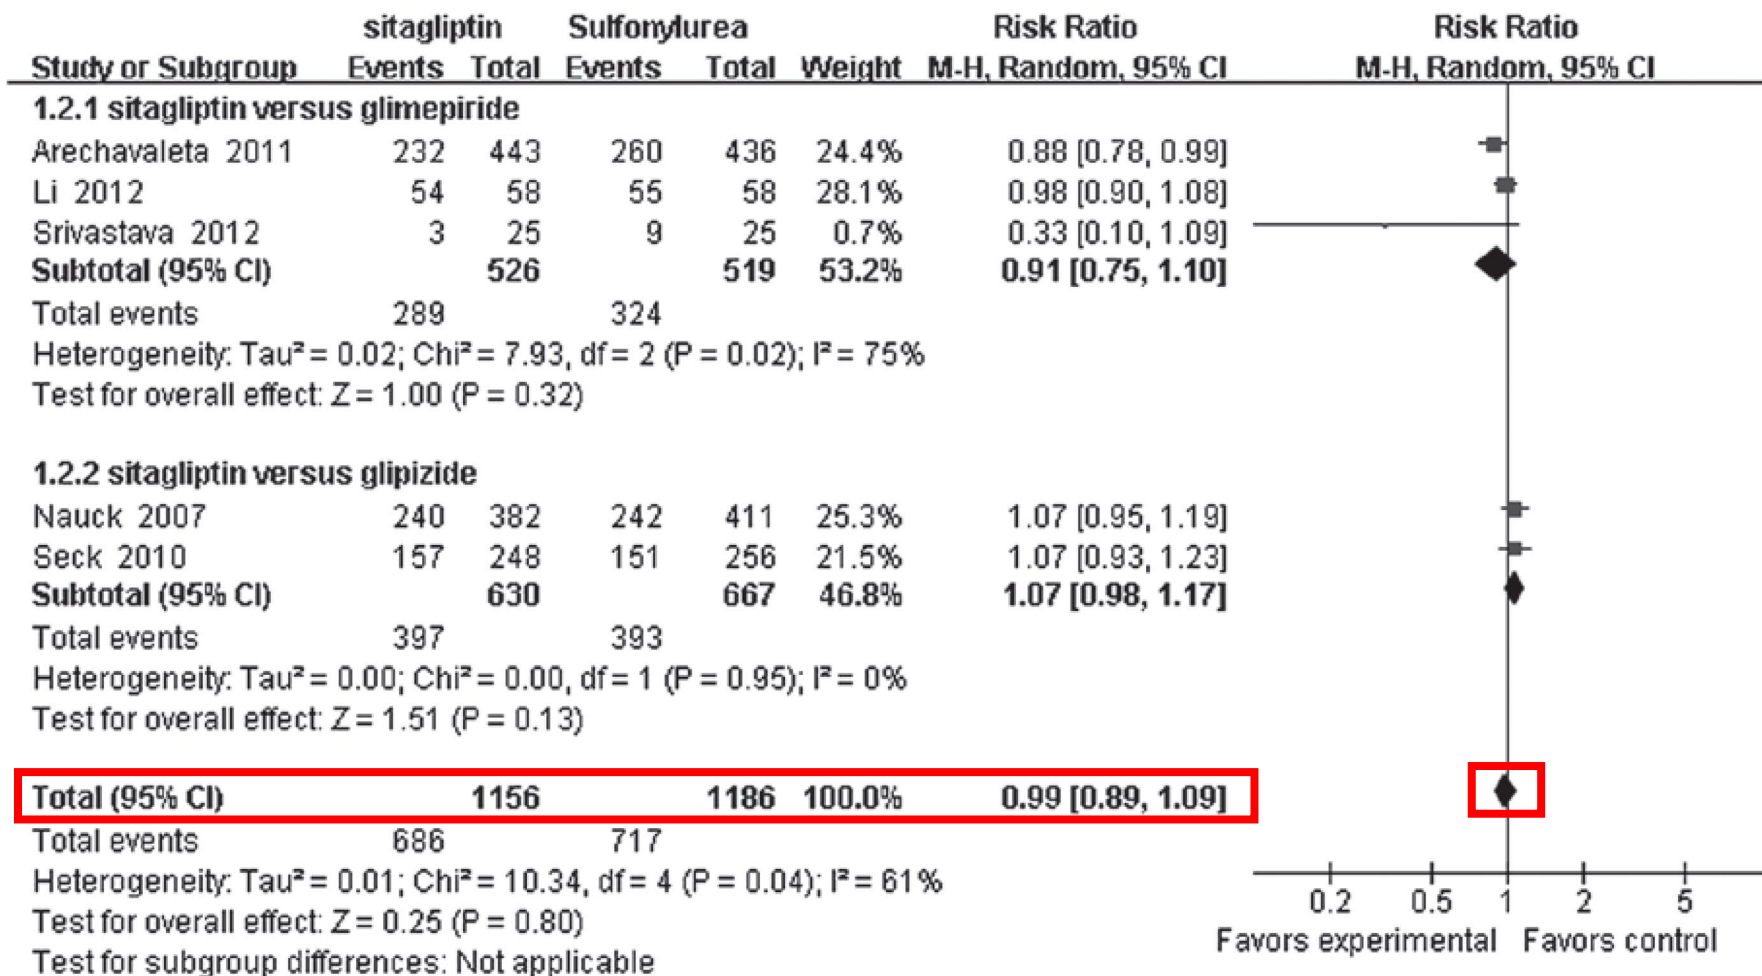 sitagliptin Sulfonylurea Risk Ratio Risk Ratio
Study or Subgroup Events Total Events Total Weight M-H, Random, 95% CI M-H, Random, 95% CI
1.2.1 sitagliptin versus glimepiride
Arechavaleta 2011 232 443 260 436 24.4% 0.88 [0.78, 0.99]
Li 2012 54 58 55 58 28.1% 0.98 [0.90, 1.08]
Srivastava 2012 3 25 9 25 0.7% 0.33 [0.10, 1.09]
Subtotal (95% CI) 526 519 53.2% 0.91 [0.75, 1.10]
Total events 289 324
Heterogeneity: Tau² = 0.02; Chi² = 7.93, df = 2 (P = 0.02); I² = 75%
Test for overall effect: Z = 1.00 (P = 0.32)
1.2.2 sitagliptin versus glipizide
Nauck 2007 240 382 242 411 25.3% 1.07 [0.95, 1.19]
Seck 2010 157 248 151 256 21.5% 1.07 [0.93, 1.23]
Subtotal (95% CI) 630 667 46.8% 1.07 [0.98, 1.17]
Total events 397 393
Heterogeneity: Tau² = 0.00; Chi² = 0.00, df = 1 (P = 0.95); I² = 0%
Test for overall effect: Z = 1.51 (P = 0.13)
Total (95% CI) 1156 1186 100.0% 0.99 [0.89, 1.09]
Total events 686 717
Heterogeneity: Tau² = 0.01; Chi² = 10.34, df = 4 (P = 0.04); I² = 61%
Test for overall effect: Z = 0.25 (P = 0.80)
Test for subgroup differences: Not applicable
0.2 0.5 1 2 5
Favors experimental Favors control